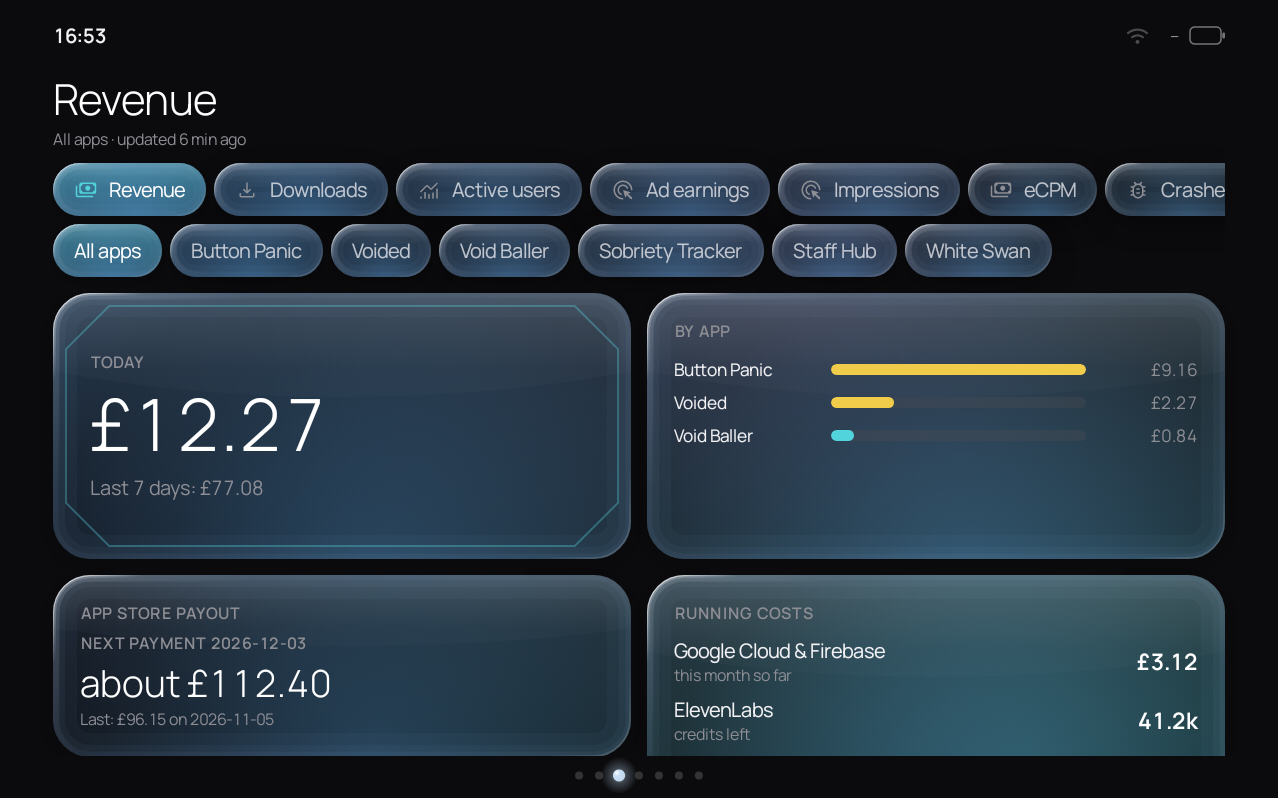 16:53
–
Revenue
All apps · updated 6 min ago
Revenue Downloads Active users Ad earnings Impressions eCPM Crashe
All apps Button Panic Voided Void Baller Sobriety Tracker Staff Hub White Swan
TODAY
£12.27
Last 7 days: £77.08
BY APP
Button Panic £9.16
Voided £2.27
Void Baller £0.84
APP STORE PAYOUT
NEXT PAYMENT 2026-12-03
about £112.40
Last: £96.15 on 2026-11-05
RUNNING COSTS
Google Cloud & Firebase £3.12
this month so far
ElevenLabs 41.2k
credits left